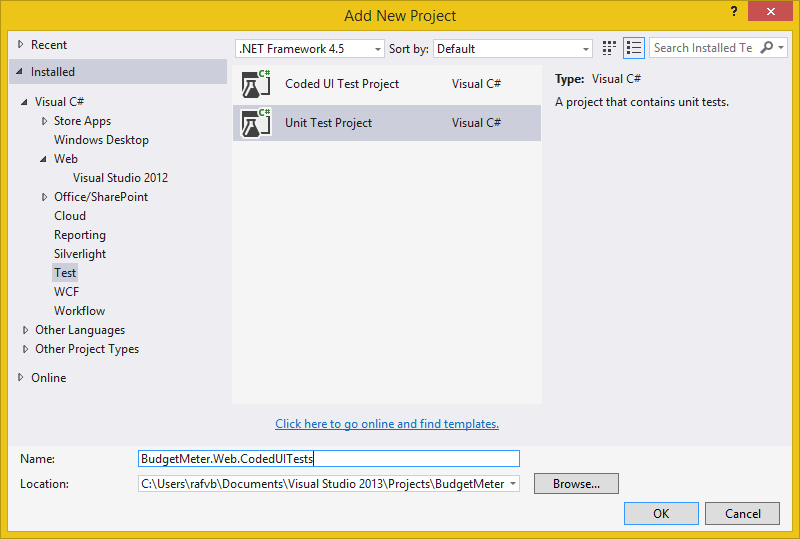 Add New Project
?
Recent
.NET Framework 4.5
Sort by:
Default
Search Installed Te
Installed
Visual C#
Store Apps
Windows Desktop
Web
Visual Studio 2012
Office/SharePoint
Cloud
Reporting
Silverlight
Test
WCF
Workflow
Other Languages
Other Project Types
Online
C#
Coded UI Test Project
Visual C#
C#
Unit Test Project
Visual C#
Type: Visual C#
A project that contains unit tests.
Click here to go online and find templates.
Name:
BudgetMeter.Web.CodedUITests
Location:
C:\Users\rafvb\Documents\Visual Studio 2013\Projects\BudgetMeter
Browse...
OK
Cancel